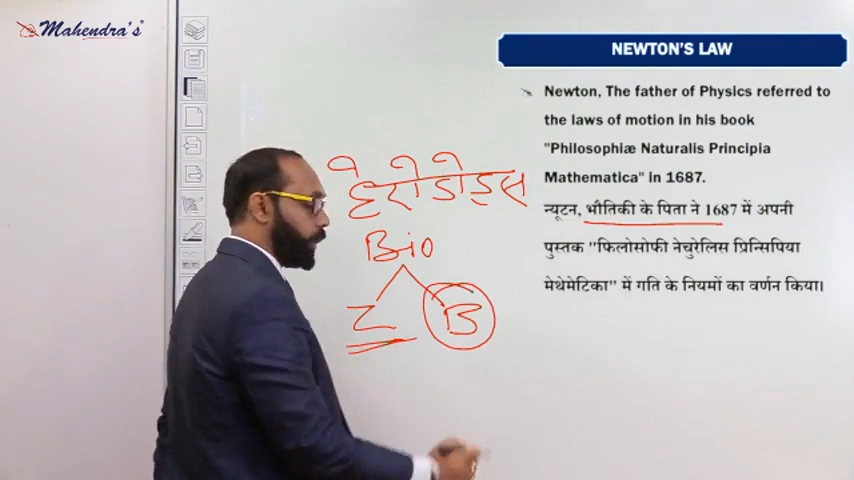 Mahendra's
NEWTON'S LAW
Newton, The father of Physics referred to
the laws of motion in his book
"Philosophiæ Naturalis Principia
Mathematica" in 1687.
न्यूटन, भौतिकी के पिता ने 1687 में अपनी
पुस्तक "फिलोसोफी नेचुरेलिस प्रिन्सिपिया
मेथेमेटिका" में गति के नियमों का वर्णन किया।
हेरोडोड्स
Bio
Z B